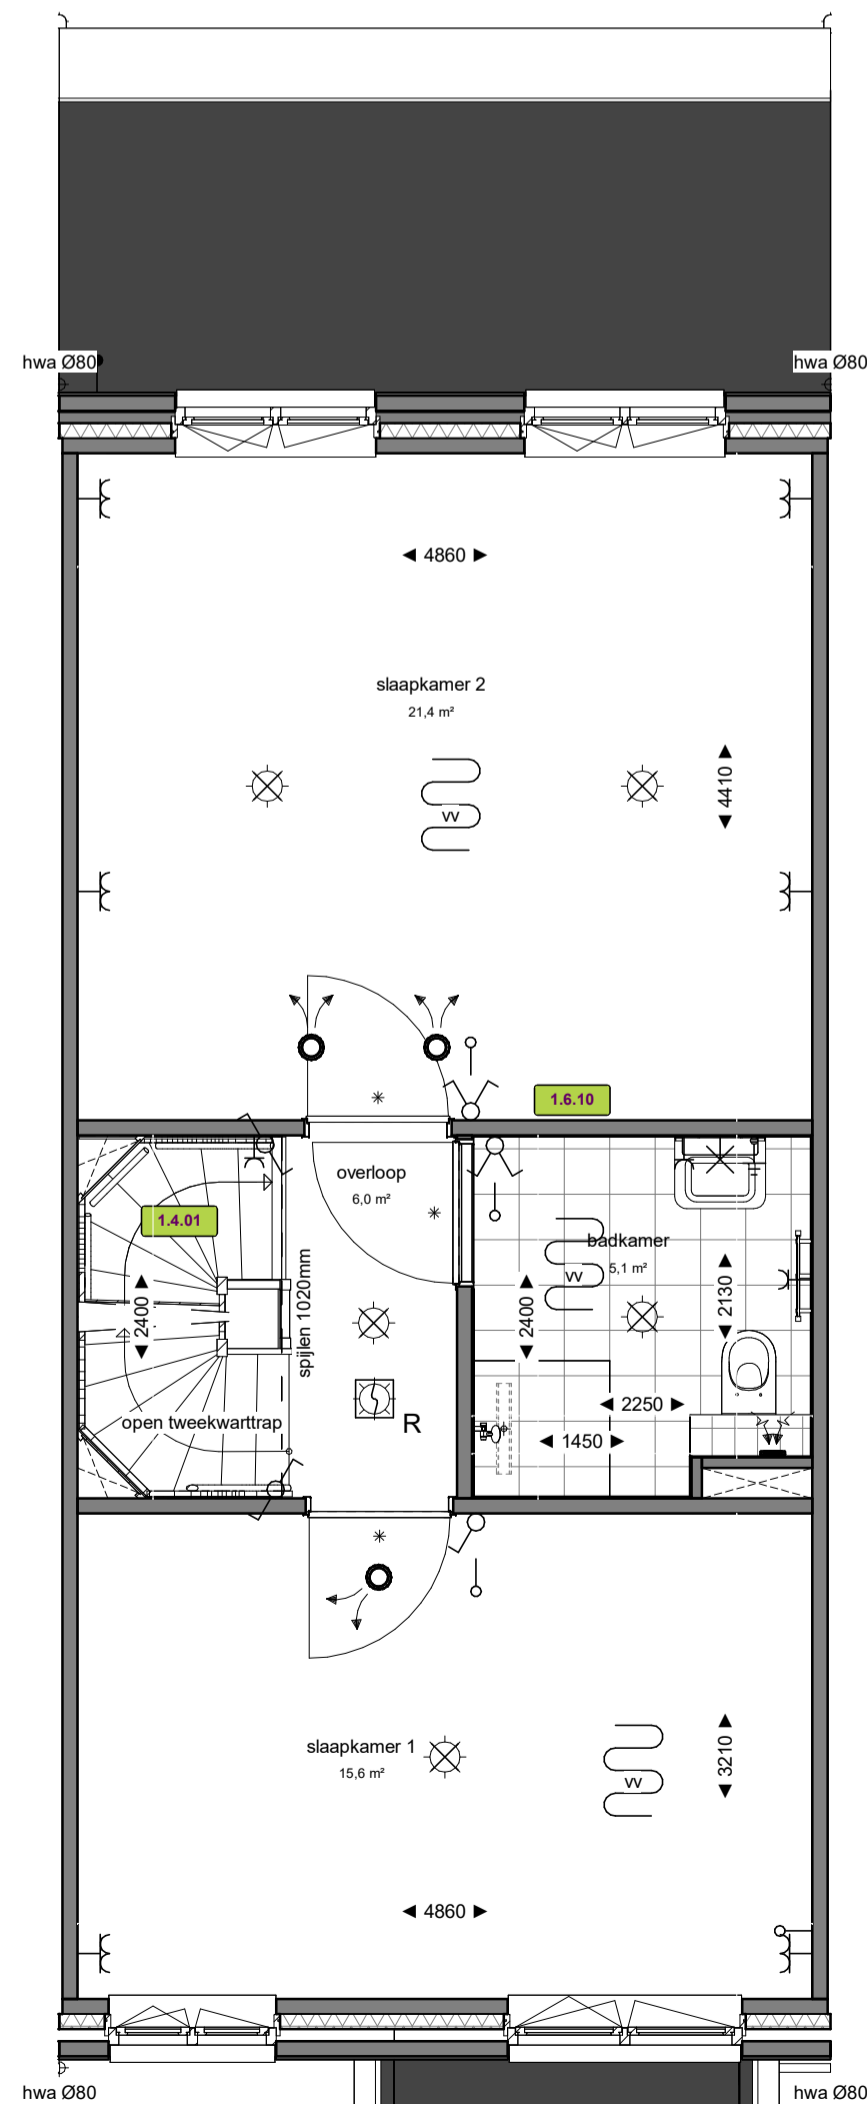 hwa Ø80
hwa Ø80
4860
slaapkamer 2
21,4 m²
4410
vv
1.6.10
overloop
6,0 m²
1.4.01
badkamer
5,1 m²
vv
2400
spijlen 1020mm
2400
2130
2250
open tweekwarttrap
R
1450
slaapkamer 1
15,6 m²
3210
vv
4860
hwa Ø80
hwa Ø80